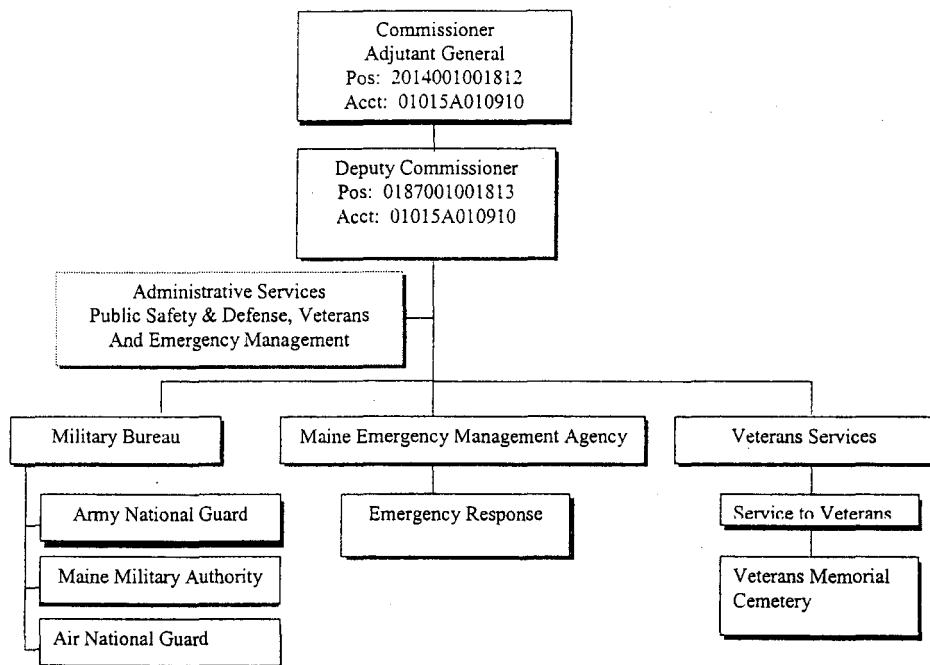 Commissioner
Adjutant General
Pos: 2014001001812
Acct: 01015A010910
Deputy Commissioner
Pos: 0187001001813
Acct: 01015A010910
Administrative Services
Public Safety & Defense, Veterans
And Emergency Management
Military Bureau
Maine Emergency Management Agency
Veterans Services
Army National Guard
Emergency Response
Service to Veterans
Maine Military Authority
Veterans Memorial
Cemetery
Air National Guard